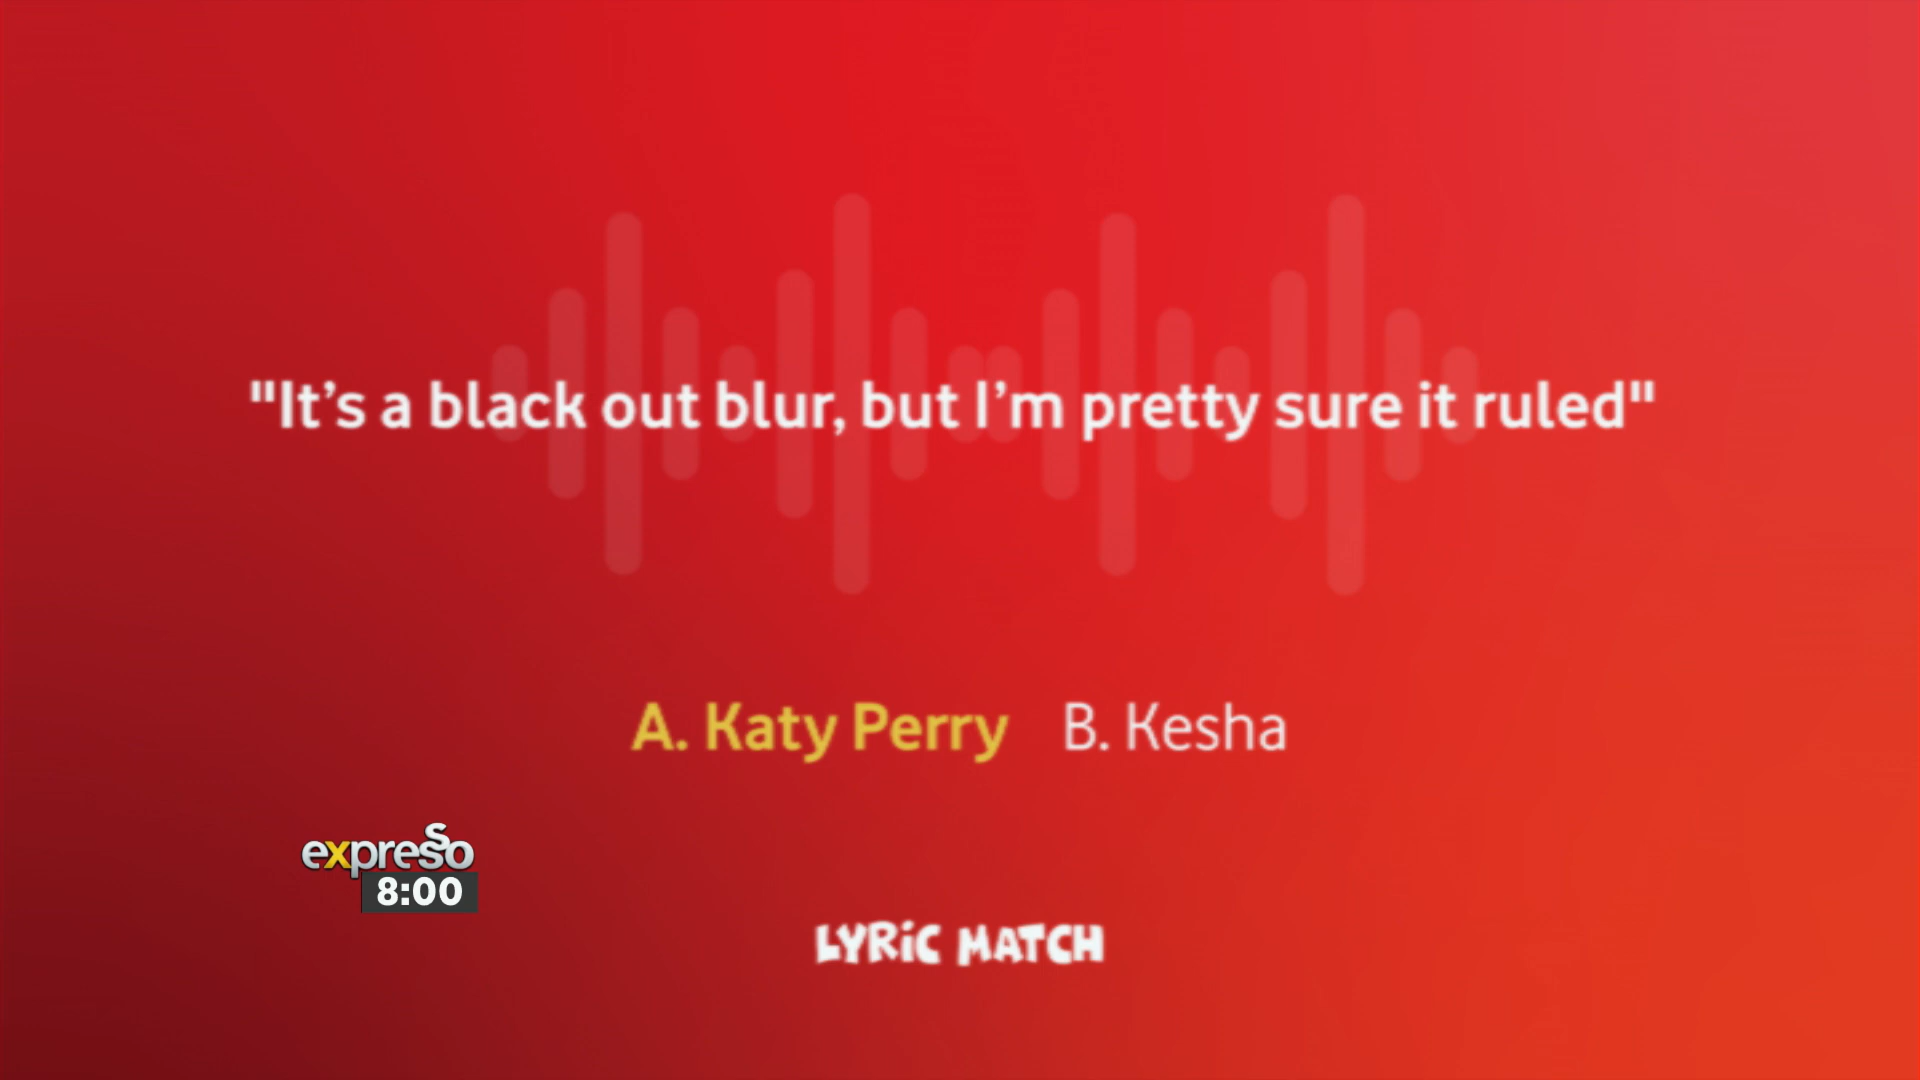 "It’s a black out blur, but I’m pretty sure it ruled"
A. Katy Perry B. Kesha
expresso
8:00
LYRiC MATCH